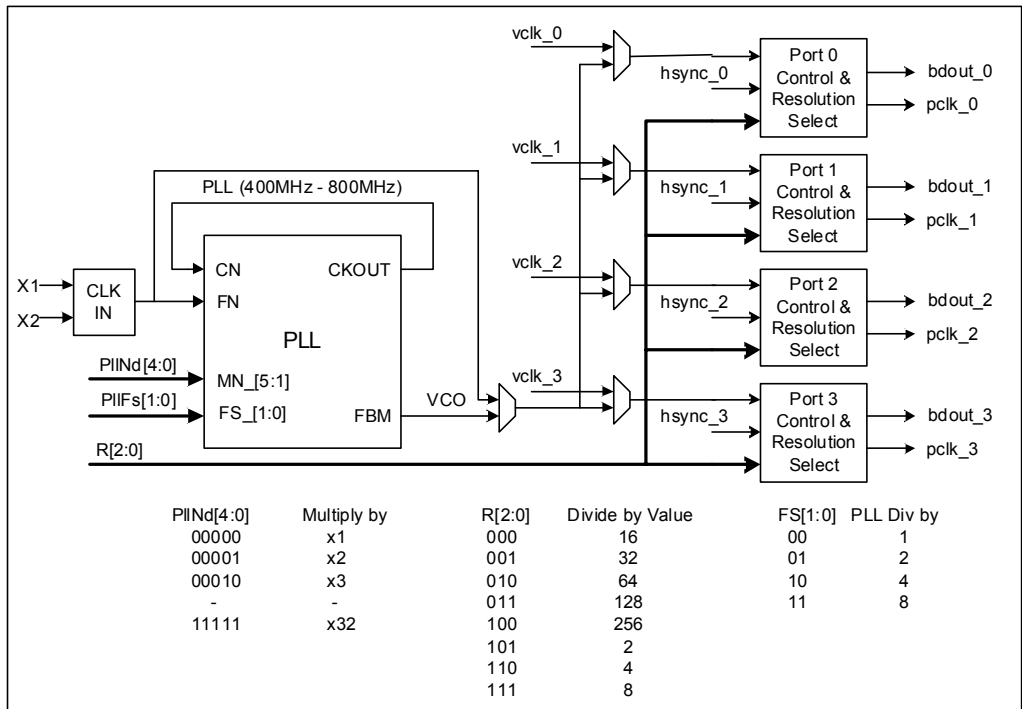 vclk_0
hsync_0
Port 0
Control &
Resolution
Select
bdout_0
pclk_0
vclk_1
hsync_1
Port 1
Control &
Resolution
Select
bdout_1
pclk_1
PLL (400MHz - 800MHz)
CN CKOUT
FN
PLL
MN_[5:1]
FS_[1:0] FBM
X1
X2
CLK
IN
PllNd[4:0]
PllFs[1:0]
R[2:0]
VCO
vclk_2
hsync_2
Port 2
Control &
Resolution
Select
bdout_2
pclk_2
vclk_3
hsync_3
Port 3
Control &
Resolution
Select
bdout_3
pclk_3
PllNd[4:0] Multiply by R[2:0] Divide by Value FS[1:0] PLL Div by
00000 x1 000 16 00 1
00001 x2 001 32 01 2
00010 x3 010 64 10 4
- - 011 128 11 8
11111 x32 100 256
101 2
110 4
111 8